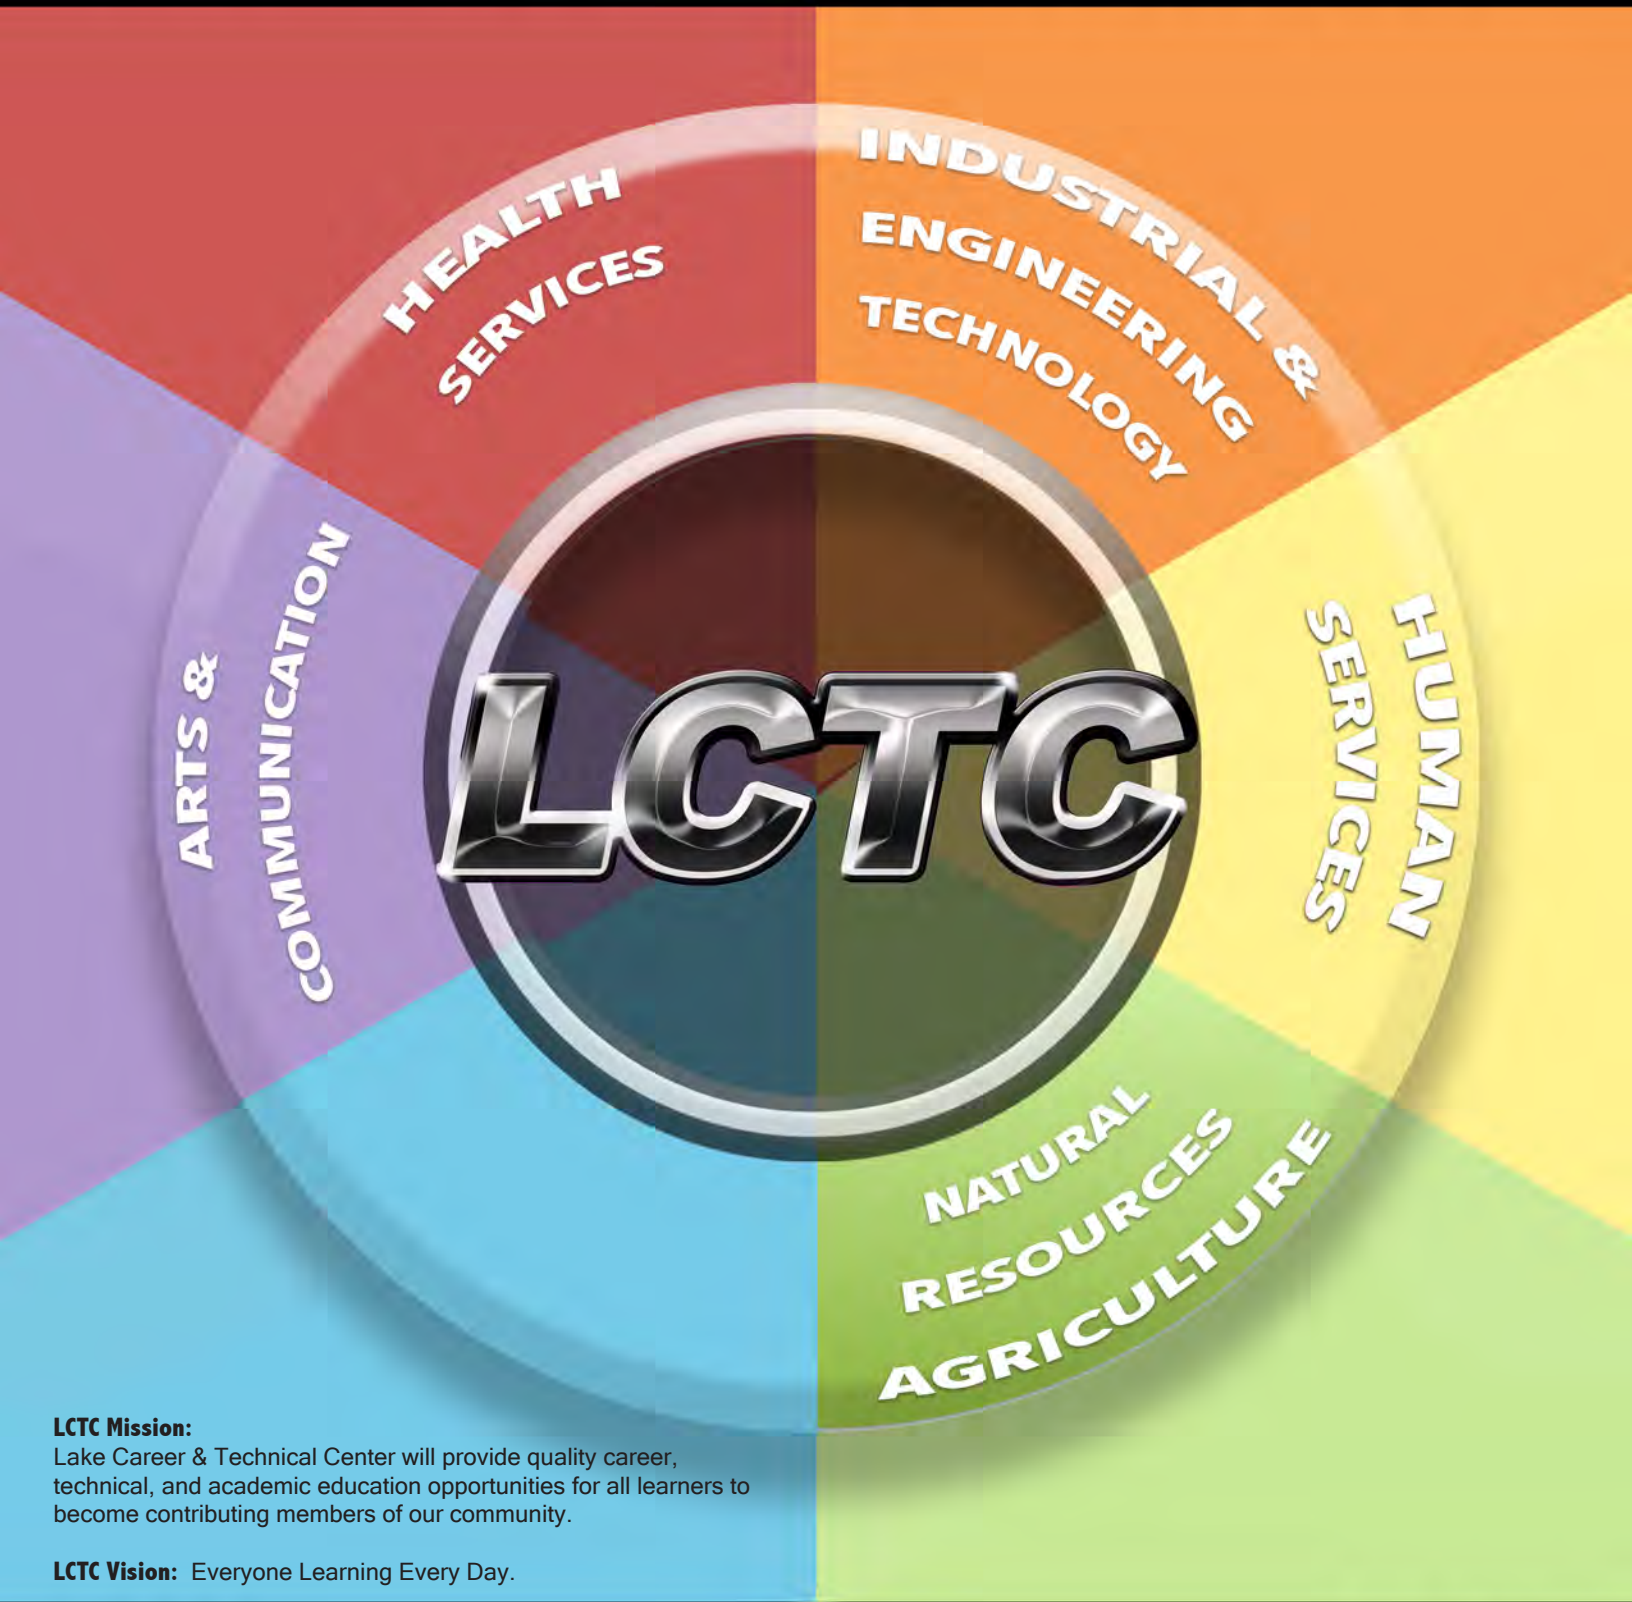 HEALTH
SERVICES
INDUSTRIAL &
ENGINEERING
TECHNOLOGY
ARTS &
COMMUNICATION
LCTC
HUMAN
SERVICES
NATURAL
RESOURCES
AGRICULTURE
LCTC Mission:
Lake Career & Technical Center will provide quality career,
technical, and academic education opportunities for all learners to
become contributing members of our community.
LCTC Vision: Everyone Learning Every Day.